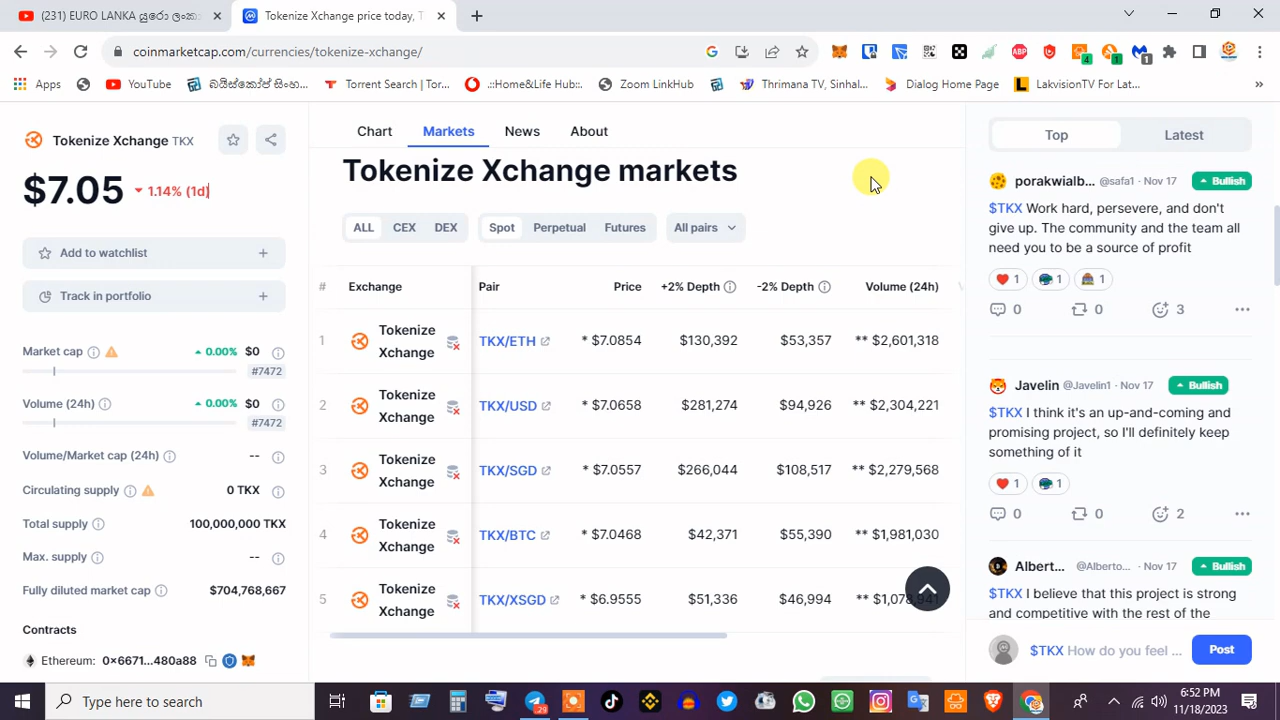 (231) EURO LANKA යුරෝ ලංකා
Tokenize Xchange price today, T
coinmarketcap.com/currencies/tokenize-xchange/
4
1
1
Apps
YouTube
බයිස්කෝප් සිංහ...
Torrent Search | Tor...
.::Home&Life Hub:.
Zoom LinkHub
Thrimana TV, Sinhal...
Dialog Home Page
LakvisionTV For Lat...
»
Tokenize Xchange TKX
$7.05 1.14% (1d)
Add to watchlist +
Track in portfolio +
Market cap 0.00% $0
#7472
Volume (24h) 0.00% $0
#7472
Volume/Market cap (24h) --
Circulating supply 0 TKX
Total supply 100,000,000 TKX
Max. supply --
Fully diluted market cap $704,768,667
Contracts
Ethereum: 0x6671...480a88
Chart Markets News About
Tokenize Xchange markets
ALL CEX DEX Spot Perpetual Futures All pairs
# Exchange Pair Price +2% Depth -2% Depth Volume (24h)
1 Tokenize Xchange TKX/ETH * $7.0854 $130,392 $53,357 ** $2,601,318
2 Tokenize Xchange TKX/USD * $7.0658 $281,274 $94,926 ** $2,304,221
3 Tokenize Xchange TKX/SGD * $7.0557 $266,044 $108,517 ** $2,279,568
4 Tokenize Xchange TKX/BTC * $7.0468 $42,371 $55,390 ** $1,981,030
5 Tokenize Xchange TKX/XSGD * $6.9555 $51,336 $46,994
Top Latest
porakwialb... @safa1 · Nov 17 Bullish
$TKX Work hard, persevere, and don't
give up. The community and the team all
need you to be a source of profit
1 1 1
0 0 3
Javelin @Javelin1 · Nov 17 Bullish
$TKX I think it's an up-and-coming and
promising project, so I'll definitely keep
something of it
1 1
0 0 2
Albert... @Alberto... · Nov 17 Bullish
$TKX I believe that this project is strong
and competitive with the rest of the
$TKX How do you feel ... Post
Type here to search
29
6:52 PM
11/18/2023